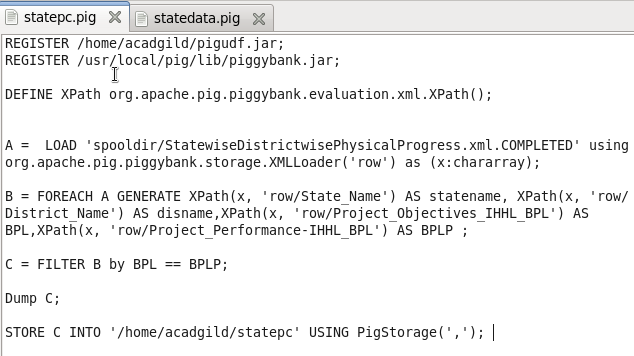 statepc.pig statedata.pig
REGISTER /home/acadgild/pigudf.jar;
REGISTER /usr/local/pig/lib/piggybank.jar;
DEFINE XPath org.apache.pig.piggybank.evaluation.xml.XPath();
A =  LOAD 'spooldir/StatewiseDistrictwisePhysicalProgress.xml.COMPLETED' using
org.apache.pig.piggybank.storage.XMLLoader('row') as (x:chararray);
B = FOREACH A GENERATE XPath(x, 'row/State_Name') AS statename, XPath(x, 'row/
District_Name') AS disname,XPath(x, 'row/Project_Objectives_IHHL_BPL') AS
BPL,XPath(x, 'row/Project_Performance-IHHL_BPL') AS BPLP ;
C = FILTER B by BPL == BPLP;
Dump C;
STORE C INTO '/home/acadgild/statepc' USING PigStorage(',');